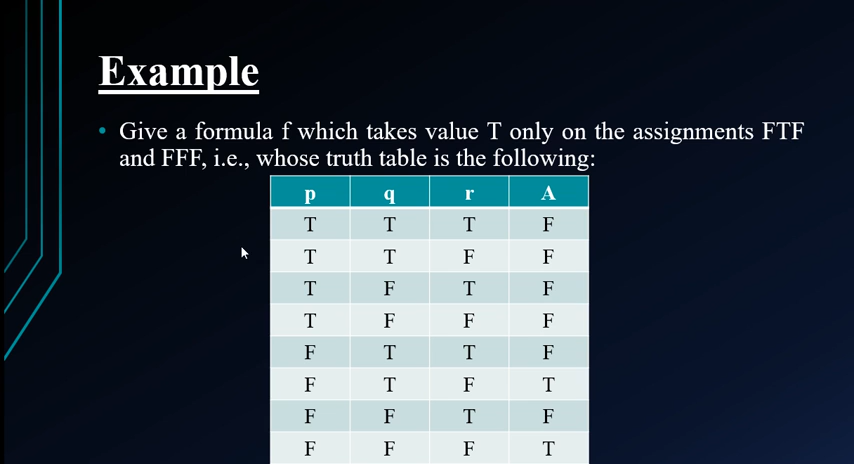 Example
• Give a formula f which takes value T only on the assignments FTF
and FFF, i.e., whose truth table is the following:
p q r A
T T T F
T T F F
T F T F
T F F F
F T T F
F T F T
F F T F
F F F T